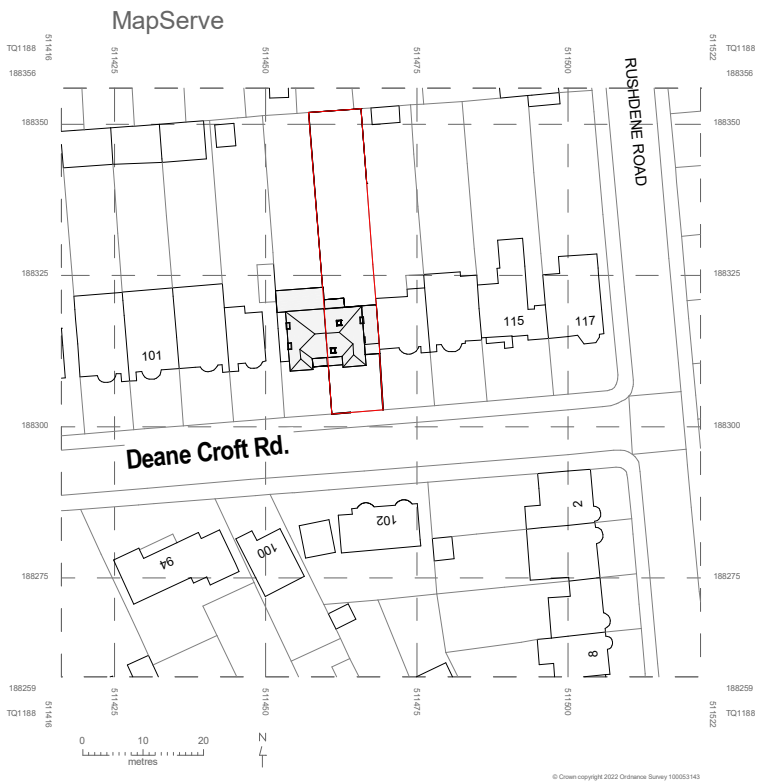 MapServe
TQ1188
511416
511425
511450
511475
511500
511522
TQ1188
188356
188356
RUSHDENE ROAD
188350
188350
188325
188325
101
115
117
188300
188300
Deane Croft Rd.
94
100
102
2
188275
188275
8
188259
188259
TQ1188
511416
511425
511450
511475
511500
511522
TQ1188
0 10 20
metres
N
© Crown copyright 2022 Ordnance Survey 100053143